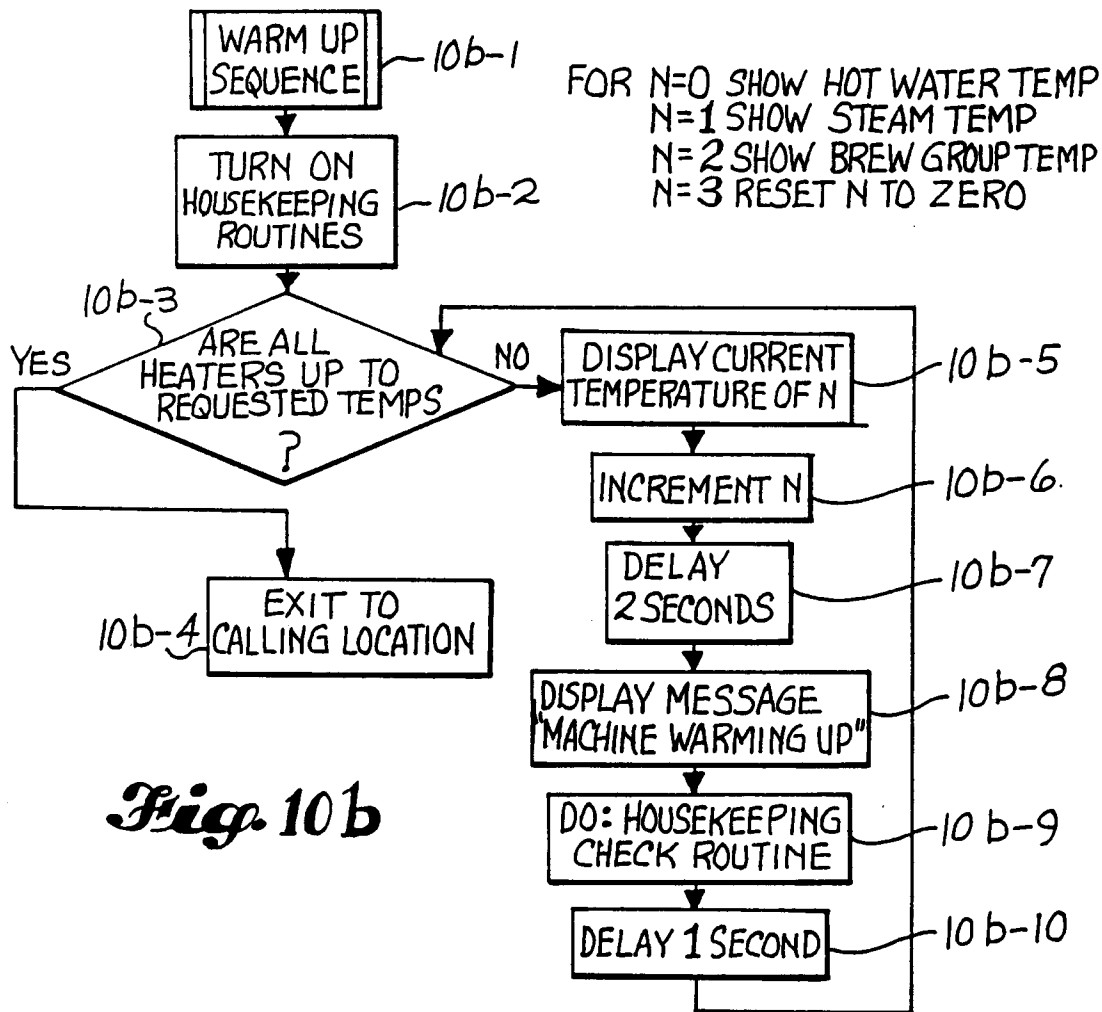 WARM UP
SEQUENCE
10b-1
FOR N=0 SHOW HOT WATER TEMP
N=1 SHOW STEAM TEMP
N=2 SHOW BREW GROUP TEMP
N=3 RESET N TO ZERO
TURN ON
HOUSEKEEPING
ROUTINES
10b-2
10b-3
ARE ALL
HEATERS UP TO
REQUESTED TEMPS
?
YES
NO
DISPLAY CURRENT
TEMPERATURE OF N
10b-5
INCREMENT N
10b-6.
DELAY
2 SECONDS
10b-7
EXIT TO
CALLING LOCATION
10b-4
DISPLAY MESSAGE
"MACHINE WARMING UP"
10b-8
DO: HOUSEKEEPING
CHECK ROUTINE
10b-9
DELAY 1 SECOND
10b-10
Fig. 10b